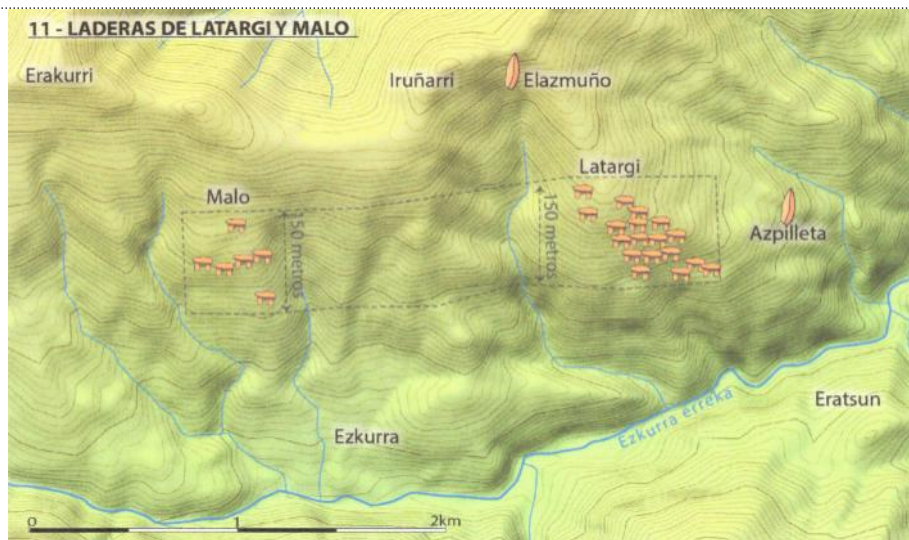 11 - LADERAS DE LATARGI Y MALO
Erakurri
Iruñarri
Elazmuño
Latargi
Malo
150 metros
50 metros
Azpilleta
Eratsun
Ezkurra erreka
Ezkurra
0 1 2km